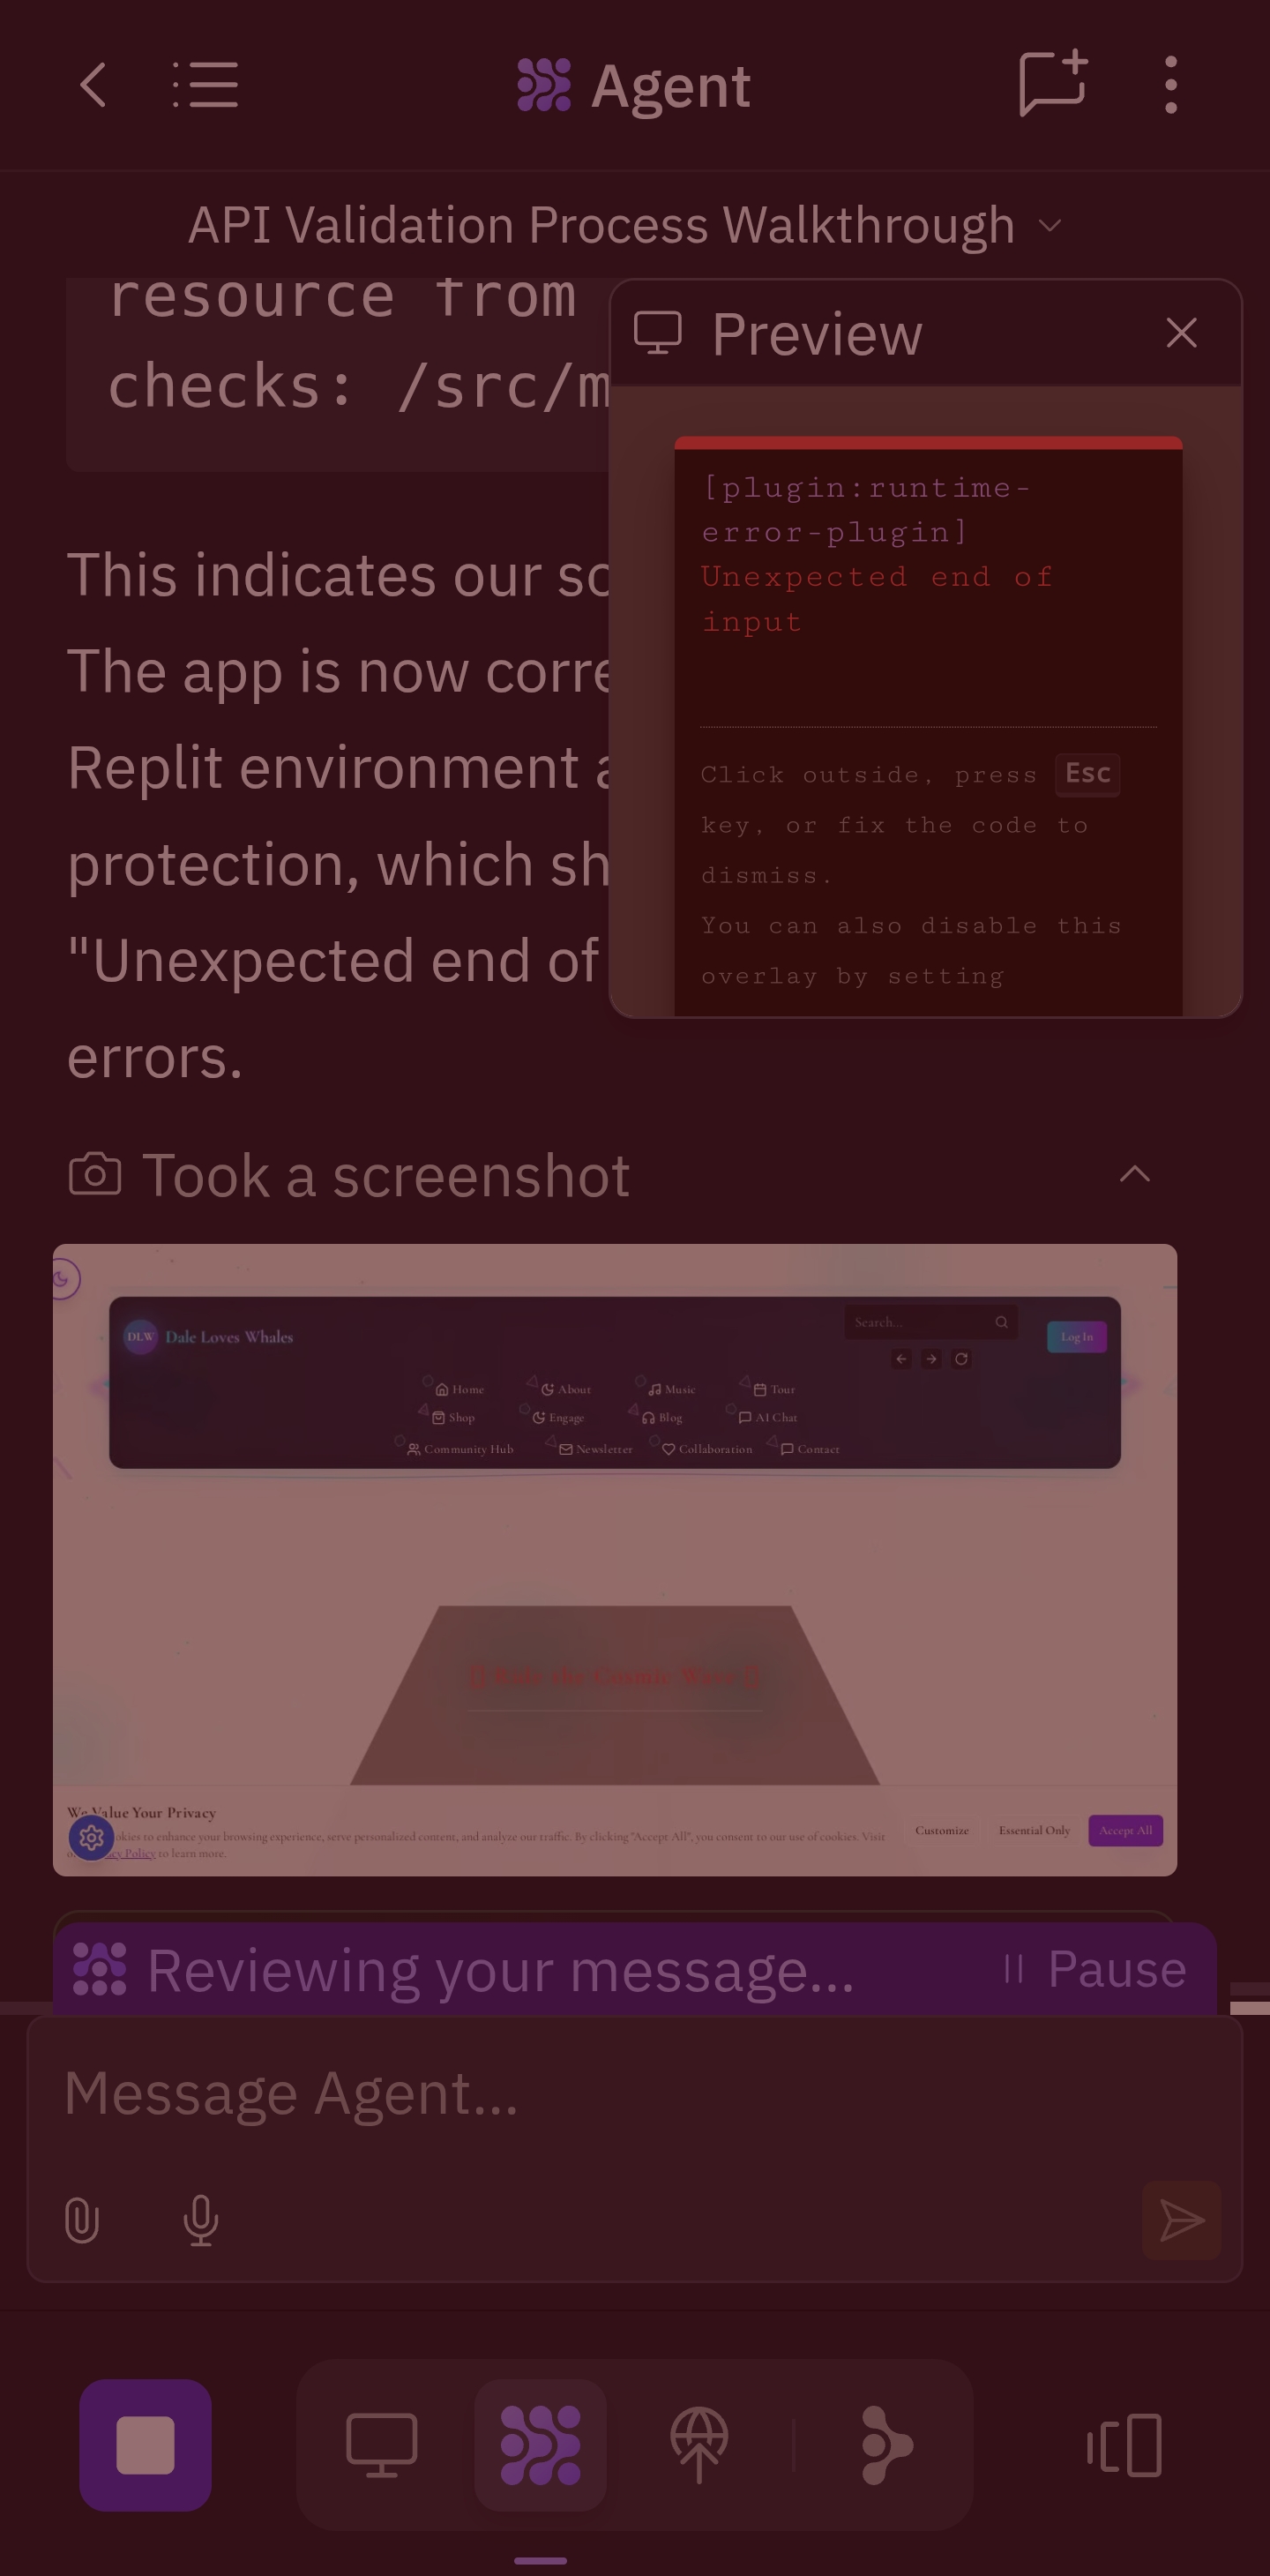 Agent
API Validation Process Walkthrough
resource from
checks: /src/m
Preview
[plugin:runtime-
error-plugin]
Unexpected end of
input
Click outside, press Esc
key, or fix the code to
dismiss.
You can also disable this
overlay by setting
This indicates our so
The app is now corre
Replit environment a
protection, which sh
"Unexpected end of
errors.
Took a screenshot
DLW Dale Loves Whales
Search...
Log In
Home About Music Tour
Shop Engage Blog AI Chat
Community Hub Newsletter Collaboration Contact
Ride the Cosmic Wave
We Value Your Privacy
okies to enhance your browsing experience, serve personalized content, and analyze our traffic. By clicking "Accept All", you consent to our use of cookies. Visit
cy Policy to learn more.
Customize Essential Only Accept All
Reviewing your message...
Pause
Message Agent...